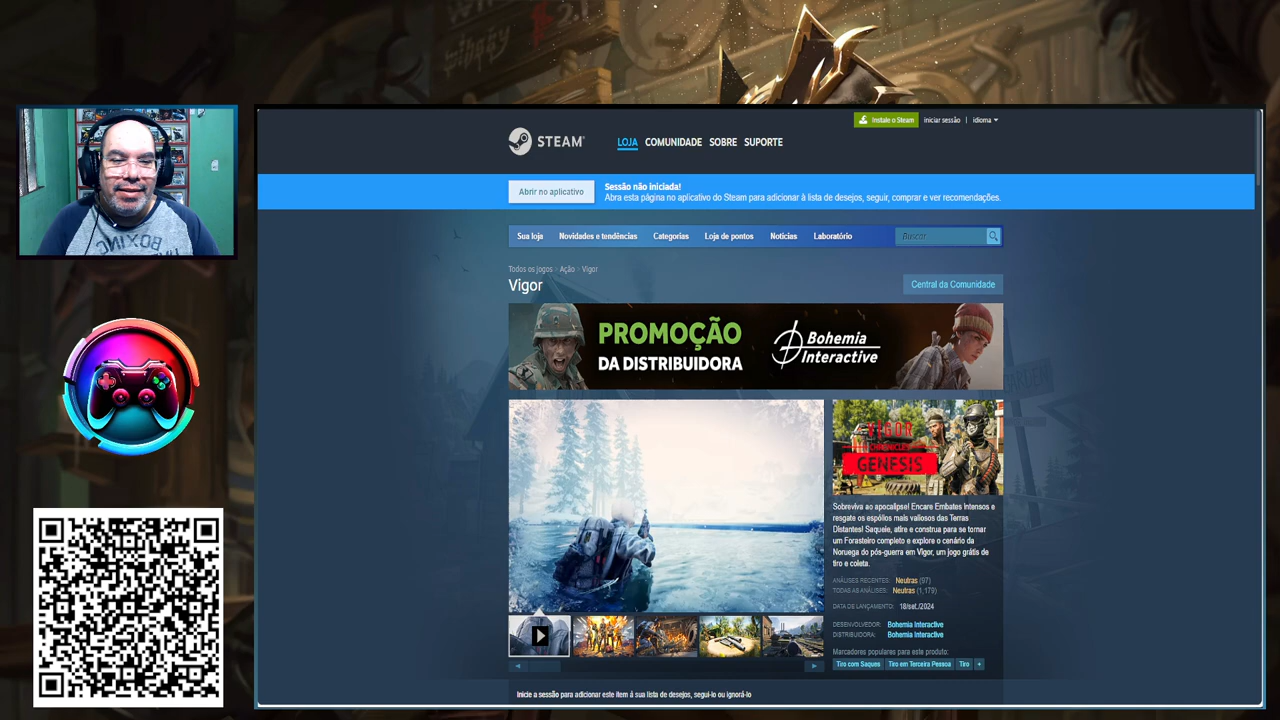 Instale o Steam
iniciar sessão | idioma
STEAM
LOJA COMUNIDADE SOBRE SUPORTE
Abrir no aplicativo
Sessão não iniciada!
Abra esta página no aplicativo do Steam para adicionar à lista de desejos, seguir, comprar e ver recomendações.
Sua loja Novidades e tendências Categorias Loja de pontos Notícias Laboratório Buscar
Todos os jogos > Ação > Vigor
Vigor
Central da Comunidade
PROMOÇÃO
DA DISTRIBUIDORA
Bohemia
Interactive
VIGOR
CHRONICLES
GENESIS
Sobreviva ao apocalipse! Encare Embates Intensos e
resgate os espólios mais valiosos das Terras
Distantes! Saqueie, atire e construa para se tornar
um Forasteiro completo e explore o cenário da
Noruega do pós-guerra em Vigor, um jogo grátis de
tiro e coleta.
ANÁLISES RECENTES: Neutras (97)
TODAS AS ANÁLISES: Neutras (1,179)
DATA DE LANÇAMENTO: 18/set./2024
DESENVOLVEDOR: Bohemia Interactive
DISTRIBUIDORA: Bohemia Interactive
Marcadores populares para este produto:
Tiro com Saques Tiro em Terceira Pessoa Tiro +
Inicie a sessão para adicionar este item à sua lista de desejos, segui-lo ou ignorá-lo